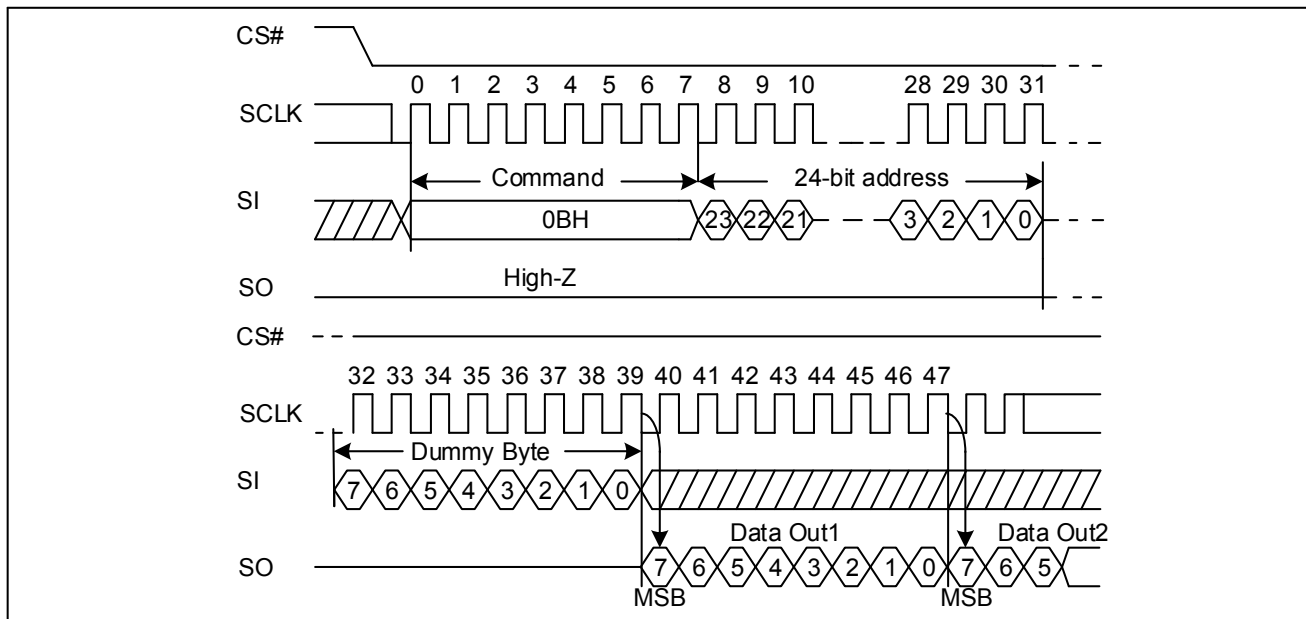 CS#
0 1 2 3 4 5 6 7 8 9 10 28 29 30 31
SCLK
Command 24-bit address
SI 0BH 23 22 21 3 2 1 0
High-Z
SO
CS#
32 33 34 35 36 37 38 39 40 41 42 43 44 45 46 47
SCLK
Dummy Byte
SI 7 6 5 4 3 2 1 0
Data Out1 Data Out2
SO 7 6 5 4 3 2 1 0 7 6 5
MSB MSB